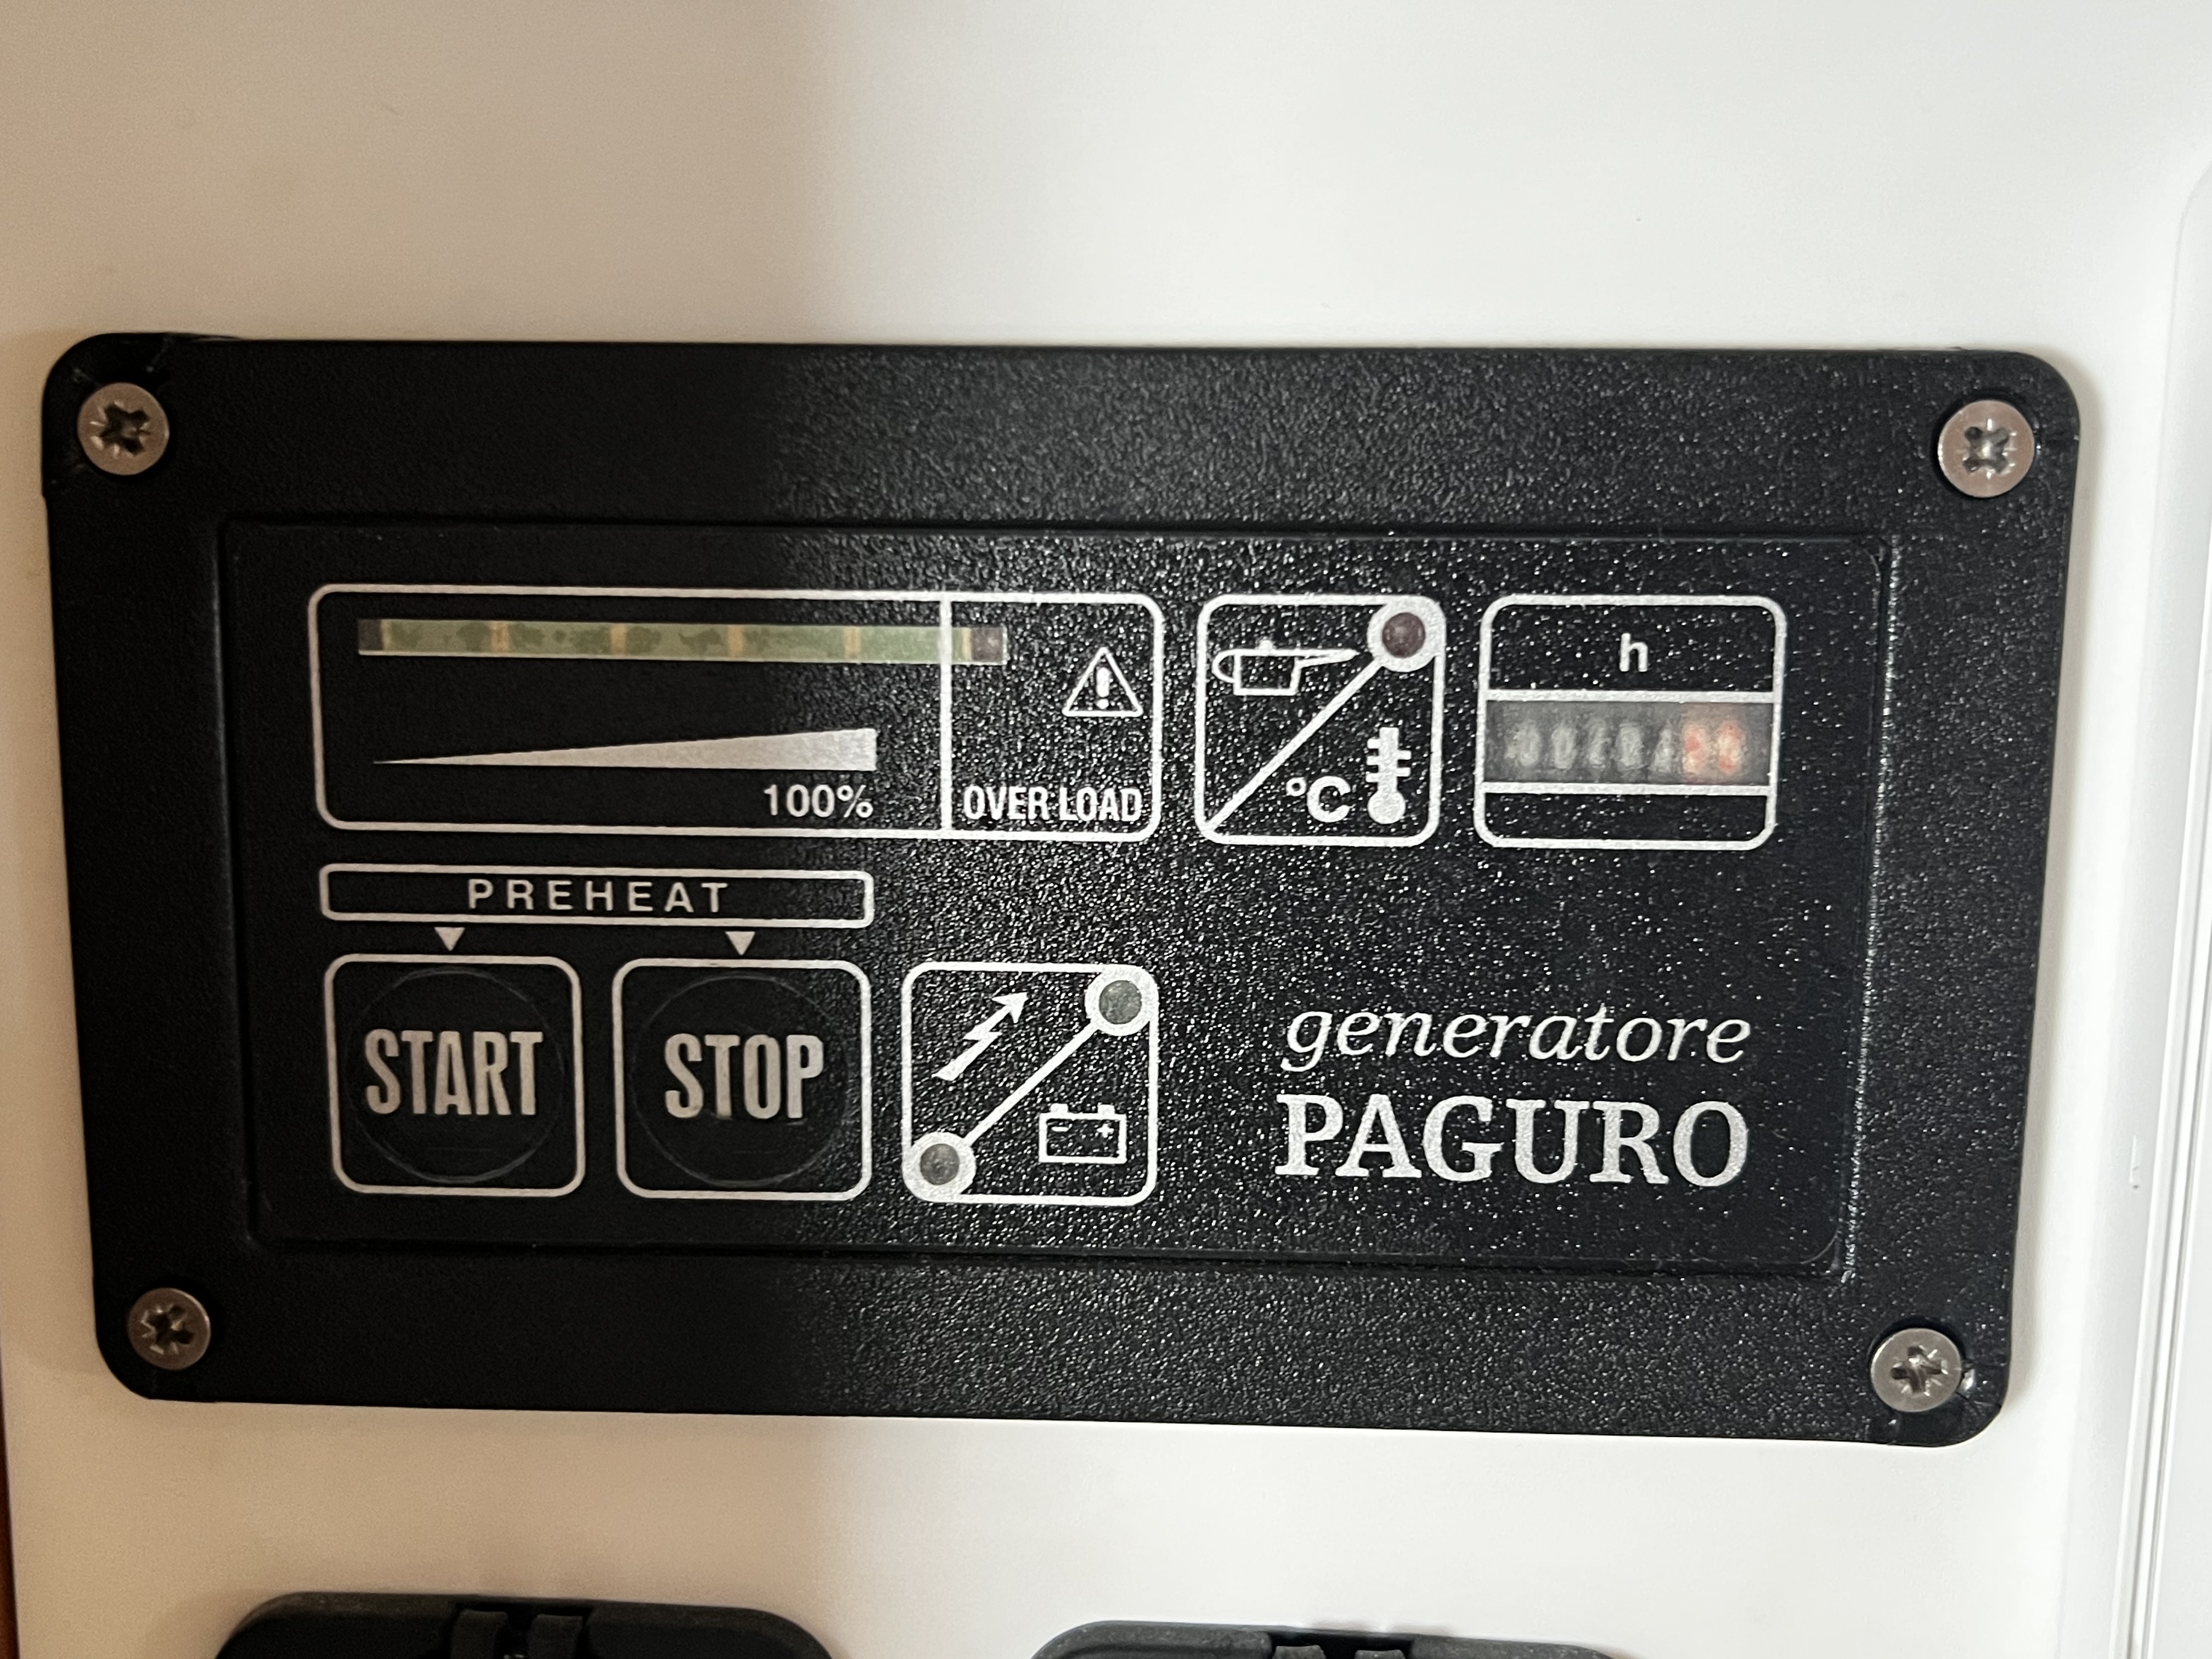 h
100%
OVER LOAD
°C
PREHEAT
START
STOP
generatore
PAGURO